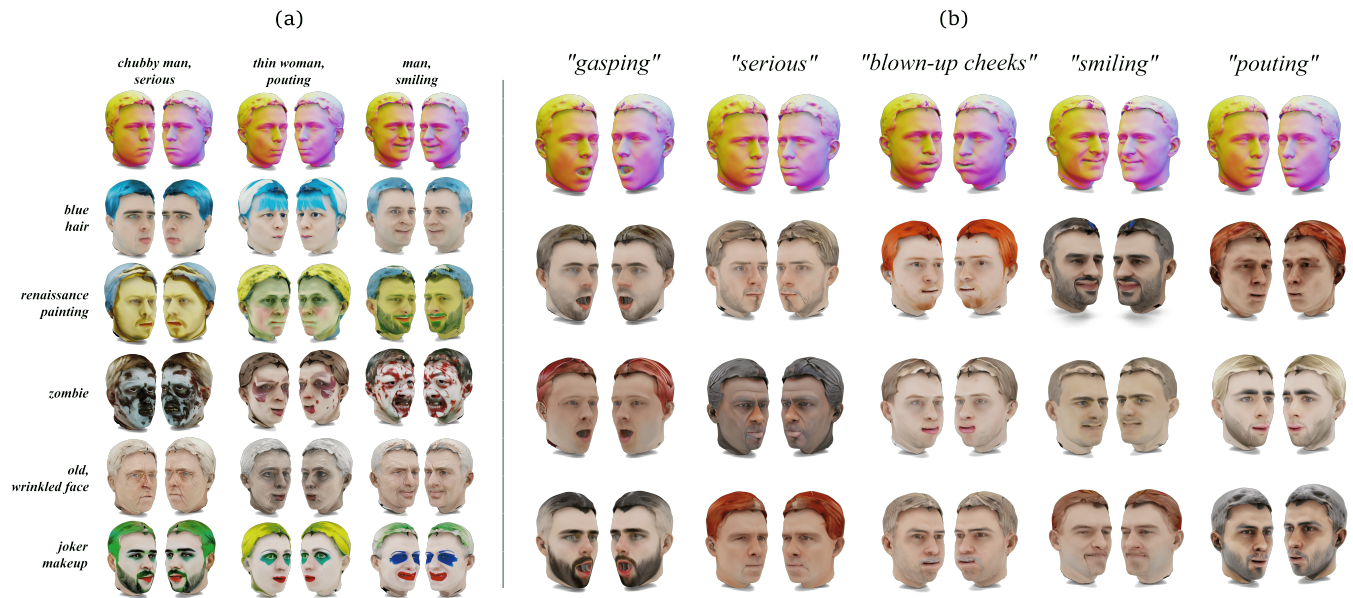 (a)
(b)
chubby man,
serious
thin woman,
pouting
man,
smiling
blue
hair
renaissance
painting
zombie
old,
wrinkled face
joker
makeup
"gasping"
"serious"
"blown-up cheeks"
"smiling"
"pouting"